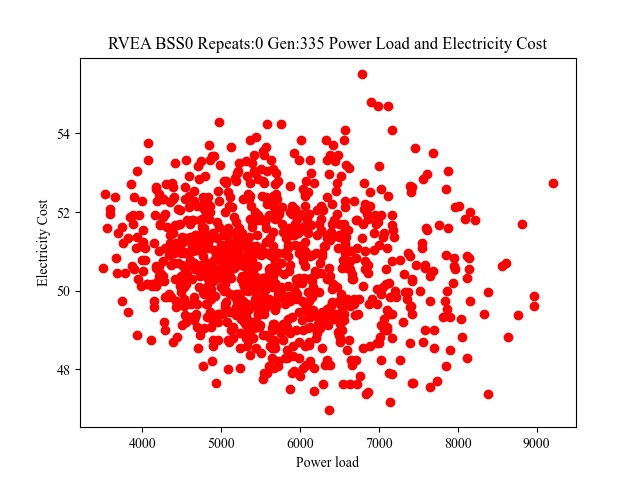 RVEA BSS0 Repeats:0 Gen:335 Power Load and Electricity Cost
54
52
50
48
Electricity Cost
4000 5000 6000 7000 8000 9000
Power load